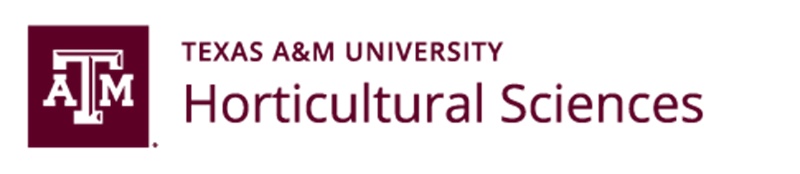 ATM
TEXAS A&M UNIVERSITY
Horticultural Sciences